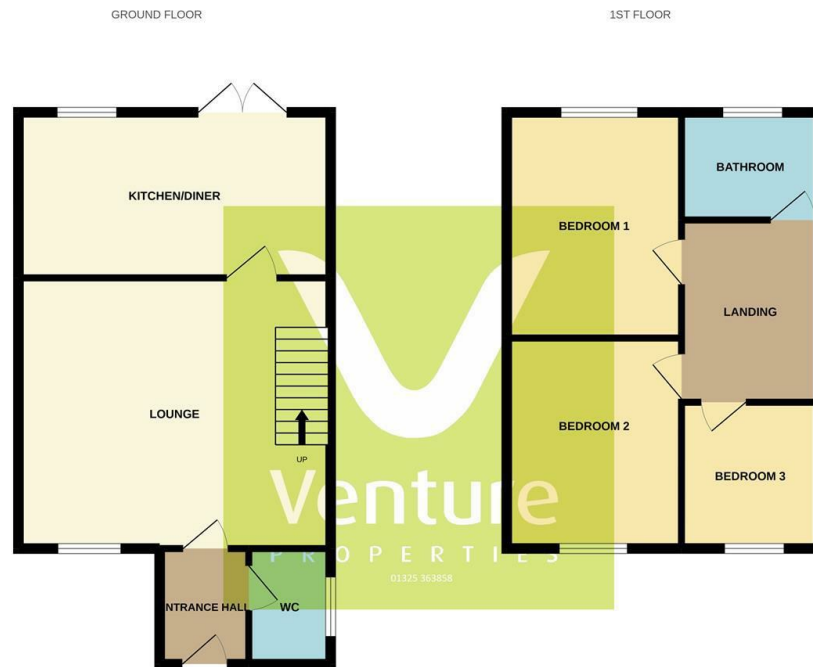 GROUND FLOOR
1ST FLOOR
KITCHEN/DINER
BATHROOM
BEDROOM 1
LANDING
LOUNGE
BEDROOM 2
UP
BEDROOM 3
Venture
PROPERTIES
01325 363858
NTRANCE HALL
WC